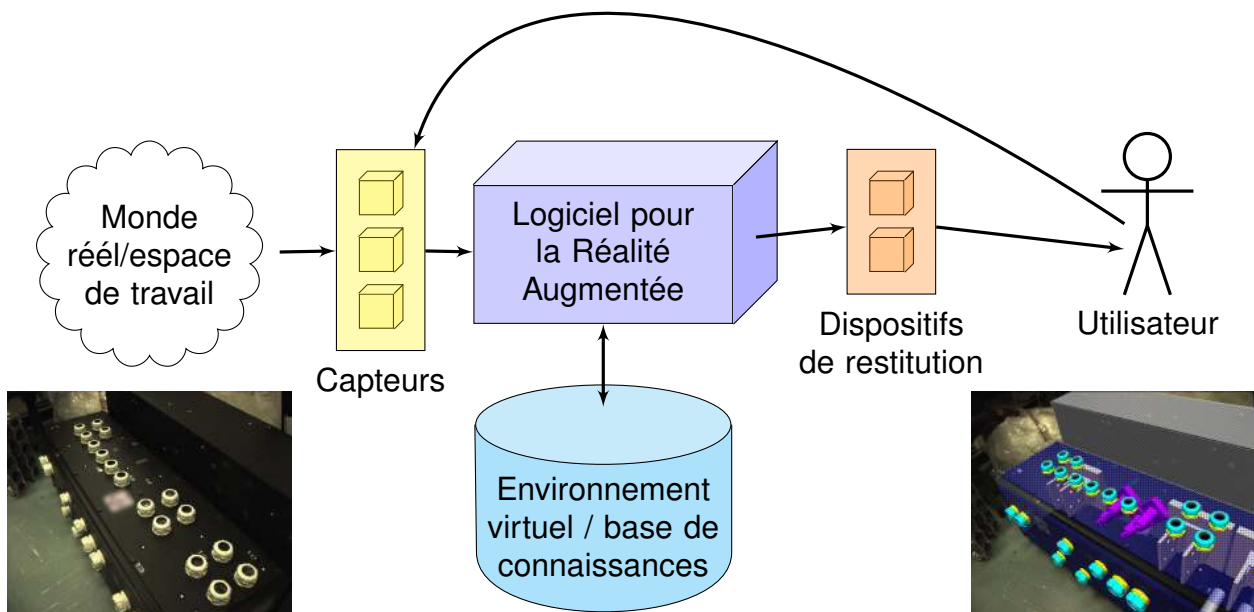 Monde
réél/espace
de travail
Capteurs
Logiciel pour
la Réalité
Augmentée
Environnement
virtuel / base de
connaissances
Dispositifs
de restitution
Utilisateur